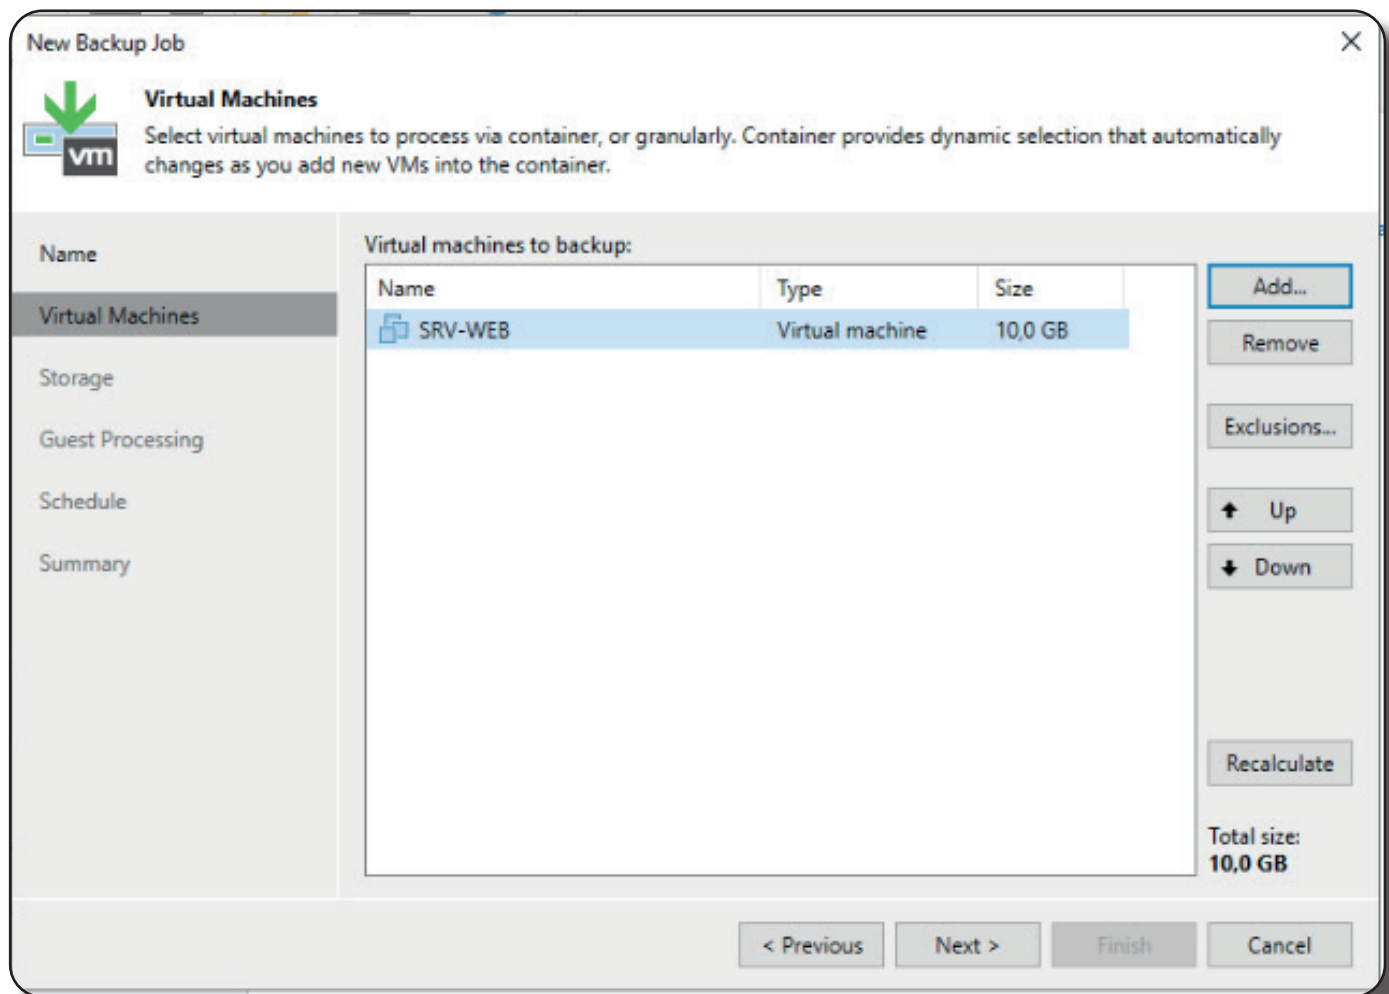 New Backup Job
Virtual Machines
Select virtual machines to process via container, or granularly. Container provides dynamic selection that automatically
changes as you add new VMs into the container.
vm
Name
Virtual Machines
Storage
Guest Processing
Schedule
Summary
Virtual machines to backup:
Name Type Size
SRV-WEB Virtual machine 10,0 GB
Add...
Remove
Exclusions...
Up
Down
Recalculate
Total size:
10,0 GB
< Previous Next > Finish Cancel